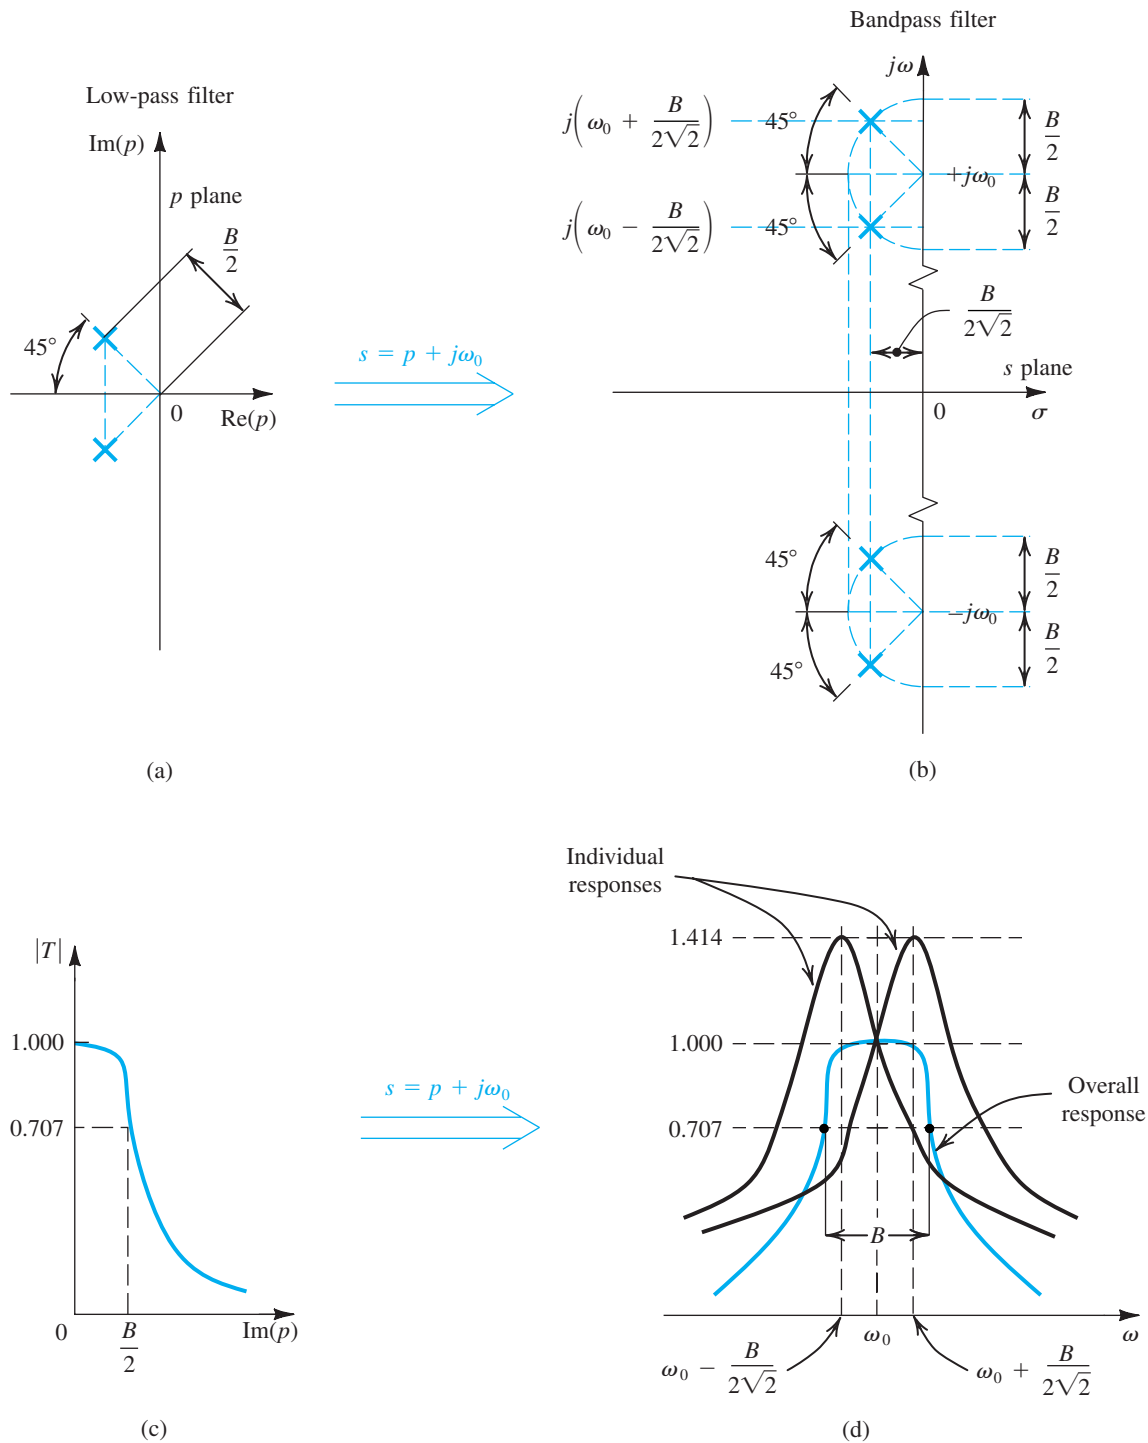 Bandpass filter
jω
Low-pass filter
Im(p)
p plane
B/2
45°
0
Re(p)
s = p + jω₀
j(ω₀ + B/2√2)
45°
B/2
+jω₀
j(ω₀ − B/2√2)
45°
B/2
B/2√2
s plane
0
σ
45°
B/2
−jω₀
45°
B/2
(a)
(b)
|T|
1.000
0.707
0
B/2
Im(p)
s = p + jω₀
Individual
responses
1.414
1.000
0.707
Overall
response
B
ω₀
ω
ω₀ − B/2√2
ω₀ + B/2√2
(c)
(d)